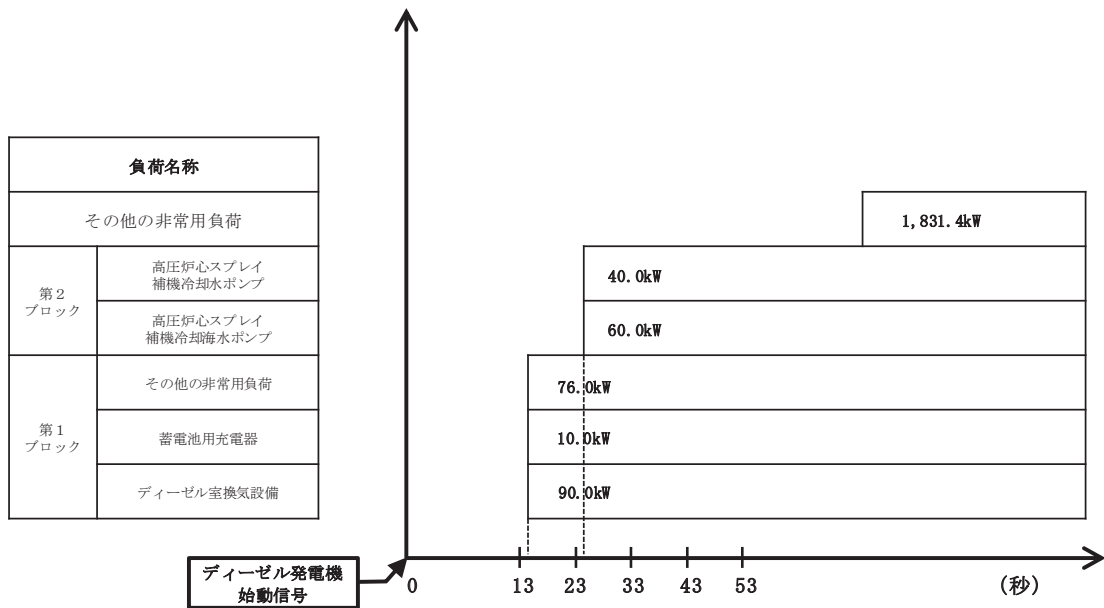 負荷名称
その他の非常用負荷
1,831.4kW
第2
ブロック
高圧炉心スプレイ
補機冷却水ポンプ
40.0kW
高圧炉心スプレイ
補機冷却海水ポンプ
60.0kW
第1
ブロック
その他の非常用負荷
76.0kW
蓄電池用充電器
10.0kW
ディーゼル室換気設備
90.0kW
ディーゼル発電機
始動信号
0 13 23 33 43 53 (秒)